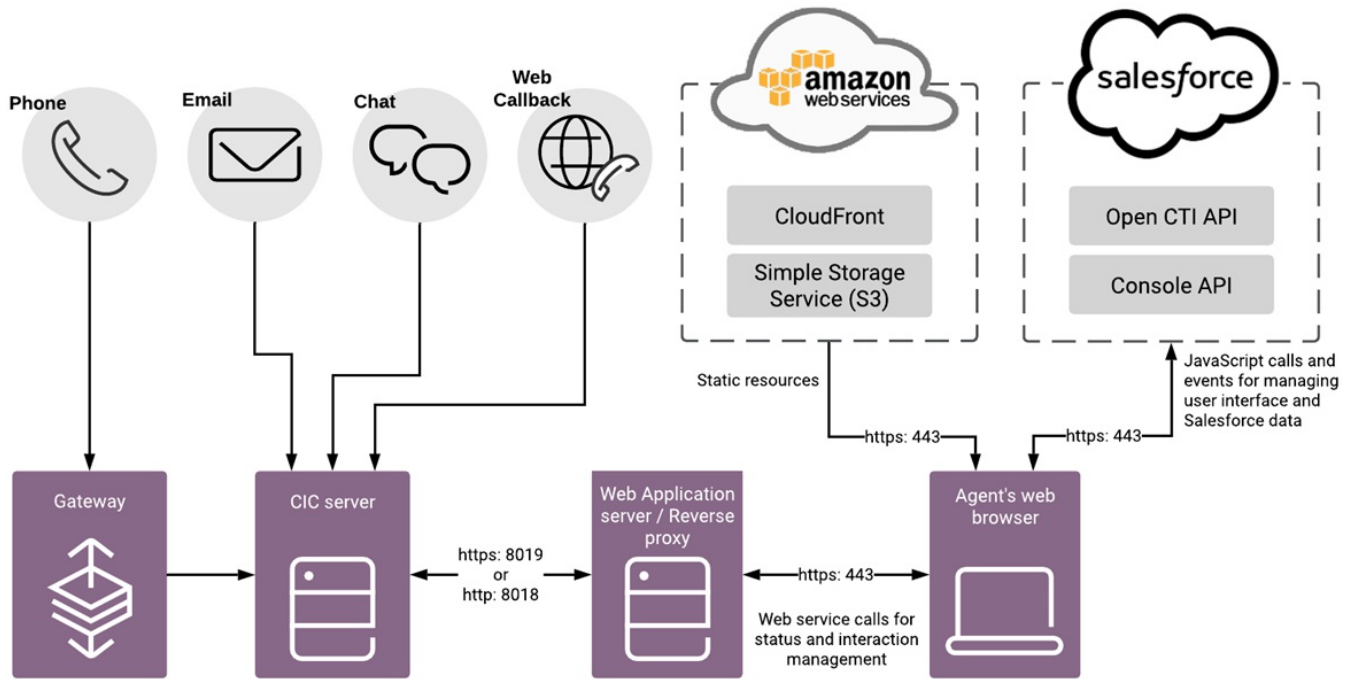 Phone
Email
Chat
Web
Callback
amazon
webservices
salesforce
CloudFront
Simple Storage
Service (S3)
Open CTI API
Console API
Static resources
JavaScript calls and
events for managing
user interface and
Salesforce data
https: 443
https: 443
Gateway
CIC server
https: 8019
or
http: 8018
Web Application
server / Reverse
proxy
https: 443
Web service calls for
status and interaction
management
Agent's web
browser